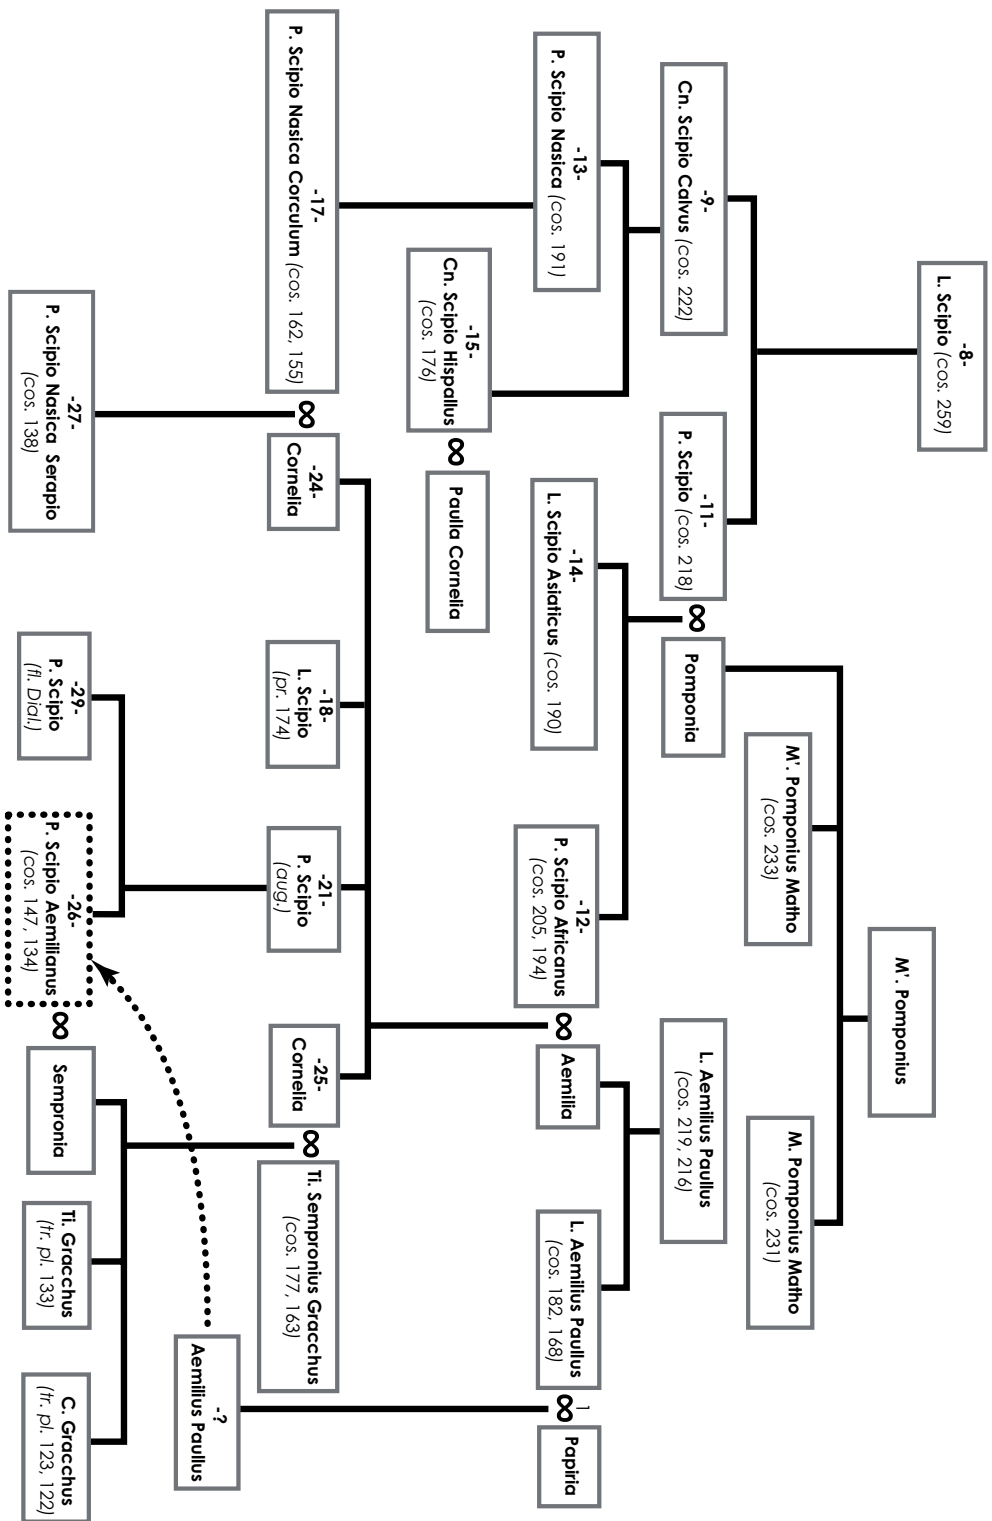 -8-
L. Scipio (cos. 259)
M'. Pomponius
-9-
Cn. Scipio Calvus (cos. 222)
-11-
P. Scipio (cos. 218)
∞
Pomponia
M'. Pomponius Matho
(cos. 233)
M. Pomponius Matho
(cos. 231)
L. Aemilius Paullus
(cos. 219, 216)
-13-
P. Scipio Nasica (cos. 191)
-14-
L. Scipio Asiaticus (cos. 190)
-12-
P. Scipio Africanus
(cos. 205, 194)
∞
Aemilia
L. Aemilius Paullus
(cos. 182, 168)
1
∞
Papiria
-15-
Cn. Scipio Hispallus
(cos. 176)
∞
Paulla Cornelia
-17-
P. Scipio Nasica Corculum (cos. 162, 155)
∞
-24-
Cornelia
-18-
L. Scipio
(pr. 174)
-21-
P. Scipio
(aug.)
-25-
Cornelia
∞
Ti. Sempronius Gracchus
(cos. 177, 163)
-?
Aemilius Paullus
-27-
P. Scipio Nasica Serapio
(cos. 138)
-29-
P. Scipio
(fl. Dial.)
-26-
P. Scipio Aemilianus
(cos. 147, 134)
∞
Sempronia
Ti. Gracchus
(tr. pl. 133)
C. Gracchus
(tr. pl. 123, 122)